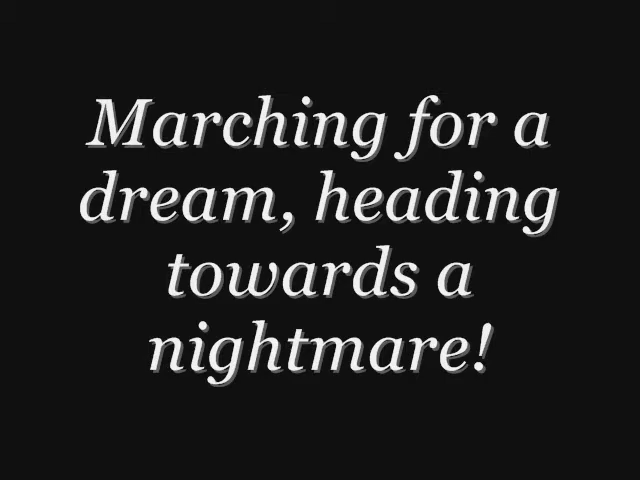 Marching for a
dream, heading
towards a
nightmare!